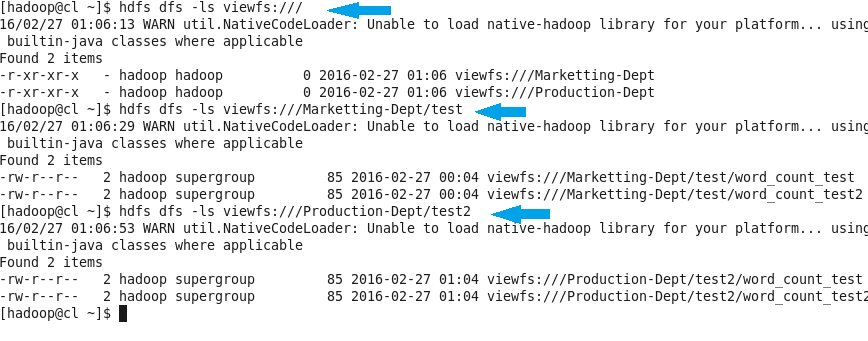 [hadoop@cl ~]$ hdfs dfs -ls viewfs:///
16/02/27 01:06:13 WARN util.NativeCodeLoader: Unable to load native-hadoop library for your platform... using
 builtin-java classes where applicable
Found 2 items
-r-xr-xr-x   - hadoop hadoop          0 2016-02-27 01:06 viewfs:///Marketting-Dept
-r-xr-xr-x   - hadoop hadoop          0 2016-02-27 01:06 viewfs:///Production-Dept
[hadoop@cl ~]$ hdfs dfs -ls viewfs:///Marketting-Dept/test
16/02/27 01:06:29 WARN util.NativeCodeLoader: Unable to load native-hadoop library for your platform... using
 builtin-java classes where applicable
Found 2 items
-rw-r--r--   2 hadoop supergroup         85 2016-02-27 00:04 viewfs:///Marketting-Dept/test/word_count_test
-rw-r--r--   2 hadoop supergroup         85 2016-02-27 00:04 viewfs:///Marketting-Dept/test/word_count_test2
[hadoop@cl ~]$ hdfs dfs -ls viewfs:///Production-Dept/test2
16/02/27 01:06:53 WARN util.NativeCodeLoader: Unable to load native-hadoop library for your platform... using
 builtin-java classes where applicable
Found 2 items
-rw-r--r--   2 hadoop supergroup         85 2016-02-27 01:04 viewfs:///Production-Dept/test2/word_count_test
-rw-r--r--   2 hadoop supergroup         85 2016-02-27 01:04 viewfs:///Production-Dept/test2/word_count_test2
[hadoop@cl ~]$